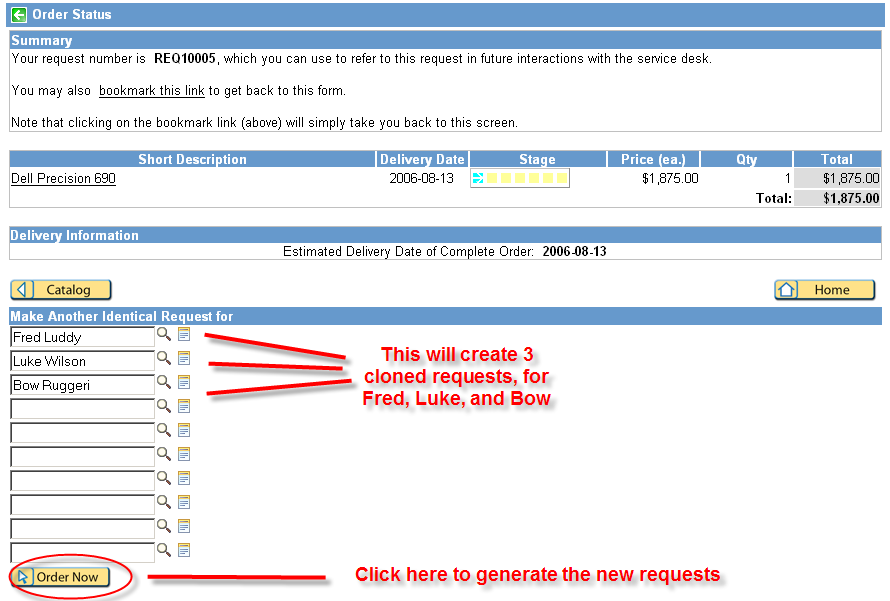 Order Status
Summary
Your request number is REQ10005, which you can use to refer to this request in future interactions with the service desk.
You may also bookmark this link to get back to this form.
Note that clicking on the bookmark link (above) will simply take you back to this screen.
Short Description Delivery Date Stage Price (ea.) Qty Total
Dell Precision 690 2006-08-13 $1,875.00 1 $1,875.00
Total: $1,875.00
Delivery Information
Estimated Delivery Date of Complete Order: 2006-08-13
Catalog Home
Make Another Identical Request for
Fred Luddy
Luke Wilson
Bow Ruggeri
This will create 3
cloned requests, for
Fred, Luke, and Bow
Order Now
Click here to generate the new requests